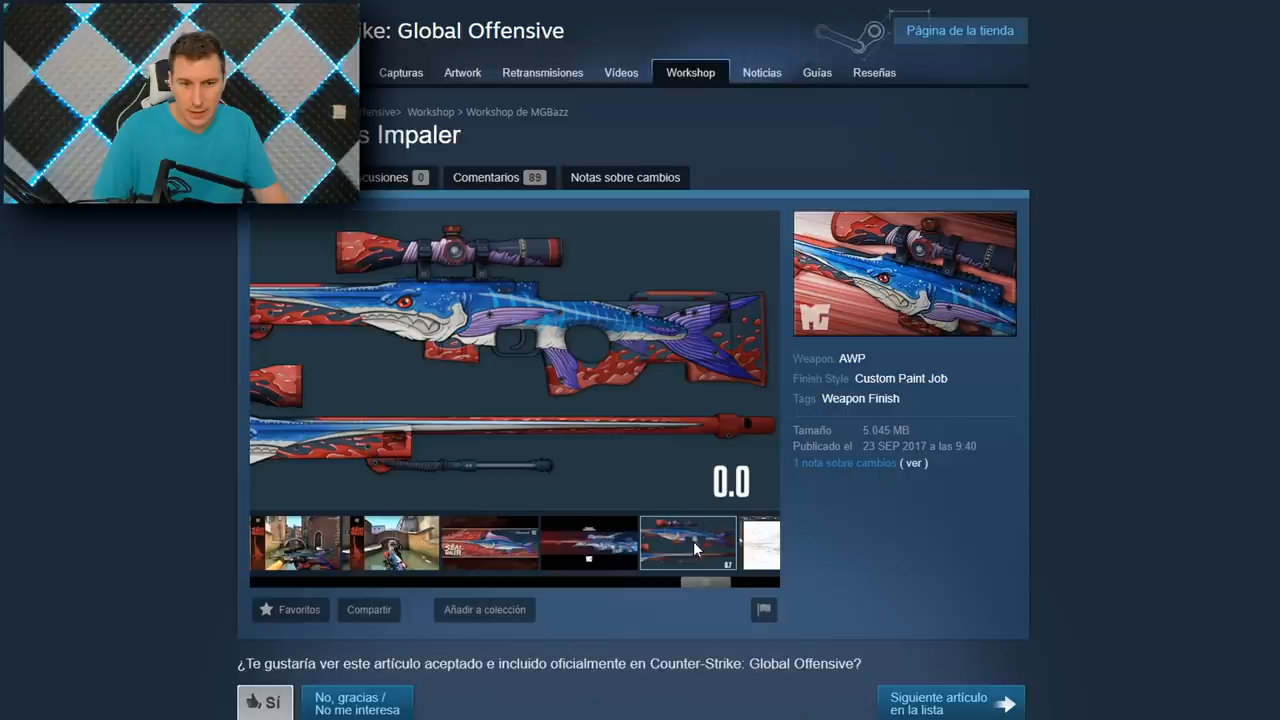 ke: Global Offensive
Página de la tienda
Capturas Artwork Retransmisiones Vídeos Workshop Noticias Guías Reseñas
fensive> Workshop > Workshop de MGBazz
s Impaler
cusiones 0 Comentarios 89 Notas sobre cambios
MG
Weapon: AWP
Finish Style Custom Paint Job
Tags Weapon Finish
Tamaño 5.045 MB
Publicado el 23 SEP 2017 a las 9:40
1 nota sobre cambios ( ver )
0.0
Favoritos Compartir Añadir a colección
¿Te gustaría ver este artículo aceptado e incluido oficialmente en Counter-Strike: Global Offensive?
Sí
No, gracias /
No me interesa
Siguiente artículo
en la lista